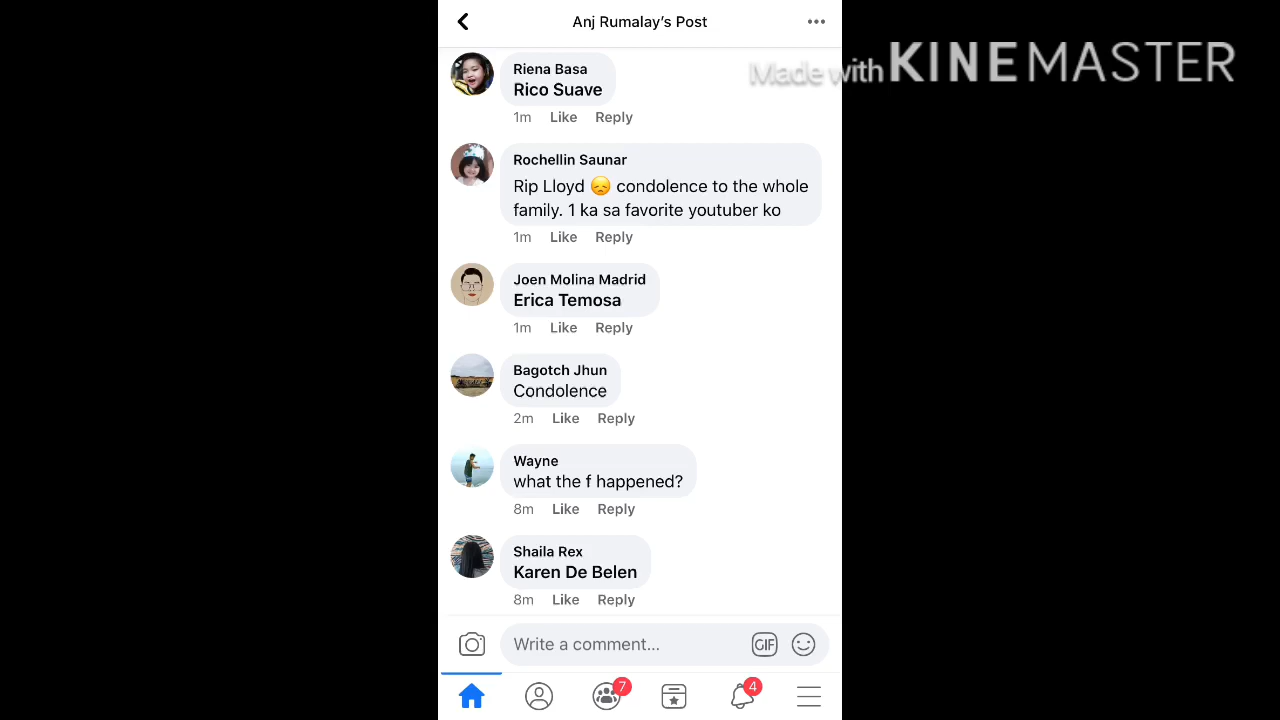 Anj Rumalay's Post
Made with KINEMASTER
Riena Basa
Rico Suave
1m Like Reply
Rochellin Saunar
Rip Lloyd 😞 condolence to the whole
family. 1 ka sa favorite youtuber ko
1m Like Reply
Joen Molina Madrid
Erica Temosa
1m Like Reply
Bagotch Jhun
Condolence
2m Like Reply
Wayne
what the f happened?
8m Like Reply
Shaila Rex
Karen De Belen
8m Like Reply
Write a comment...
GIF
7
4